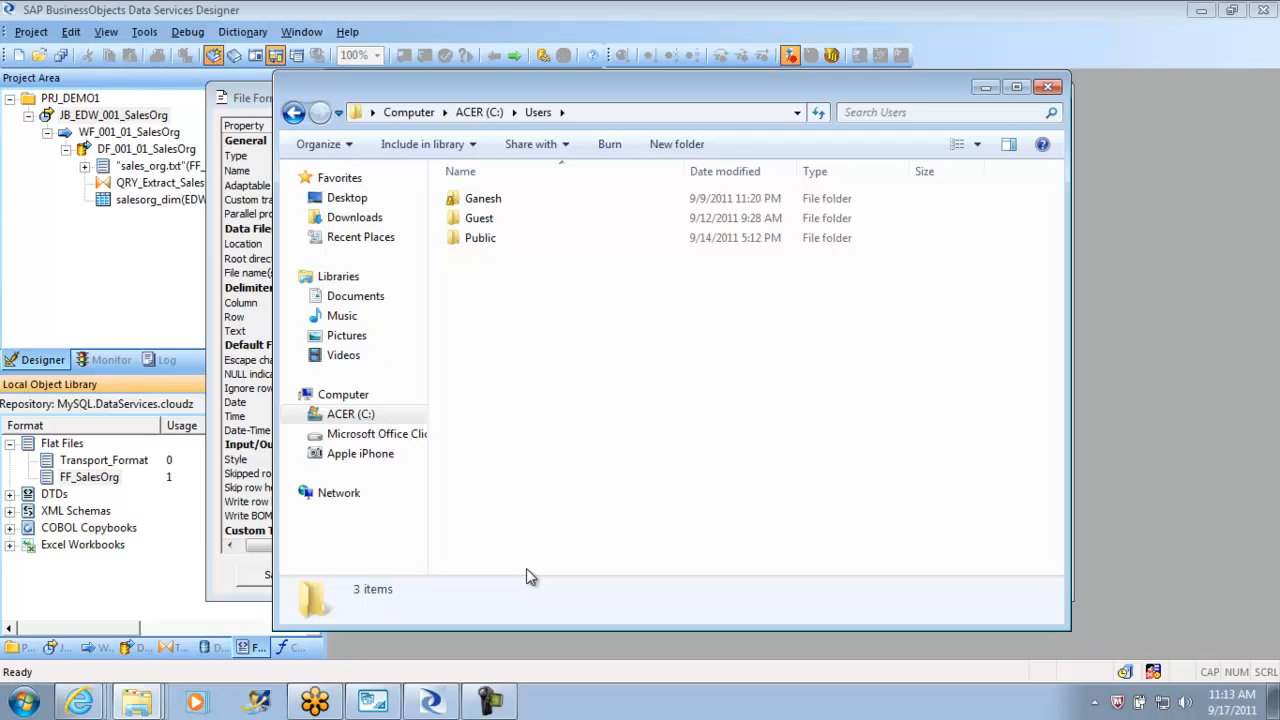 SAP BusinessObjects Data Services Designer
Project Edit View Tools Debug Dictionary Window Help
100%
Project Area
PRJ_DEMO1
JB_EDW_001_SalesOrg
WF_001_01_SalesOrg
DF_001_01_SalesOrg
"sales_org.txt"(FF_
QRY_Extract_Sales
salesorg_dim(EDW
Designer Monitor Log
Local Object Library
Repository: MySQL.DataServices.cloudz
Format Usage
Flat Files
Transport_Format 0
FF_SalesOrg 1
DTDs
XML Schemas
COBOL Copybooks
Excel Workbooks
P... J... W... D... T... D... F... C...
File For
Property
General
Type
Name
Adaptable
Custom tra
Parallel pro
Data File
Location
Root direc
File name(
Delimiter
Column
Row
Text
Default F
Escape cha
NULL indica
Ignore row
Date
Time
Date-Time
Input/Ou
Style
Skipped ro
Skip row he
Write row
Write BOM
Custom T
Computer ACER (C:) Users
Search Users
Organize Include in library Share with Burn New folder
Favorites
Desktop
Downloads
Recent Places
Libraries
Documents
Music
Pictures
Videos
Computer
ACER (C:)
Microsoft Office Clic
Apple iPhone
Network
Name Date modified Type Size
Ganesh 9/9/2011 11:20 PM File folder
Guest 9/12/2011 9:28 AM File folder
Public 9/14/2011 5:12 PM File folder
3 items
Ready
CAP NUM SCRL
11:13 AM
9/17/2011